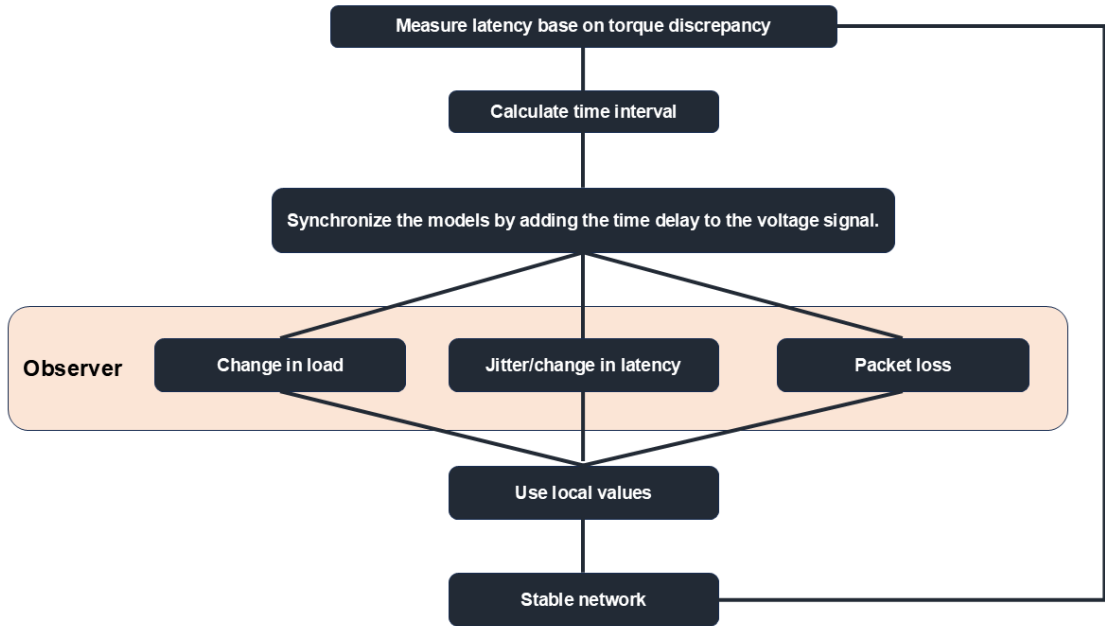 Measure latency base on torque discrepancy
Calculate time interval
Synchronize the models by adding the time delay to the voltage signal.
Observer
Change in load
Jitter/change in latency
Packet loss
Use local values
Stable network